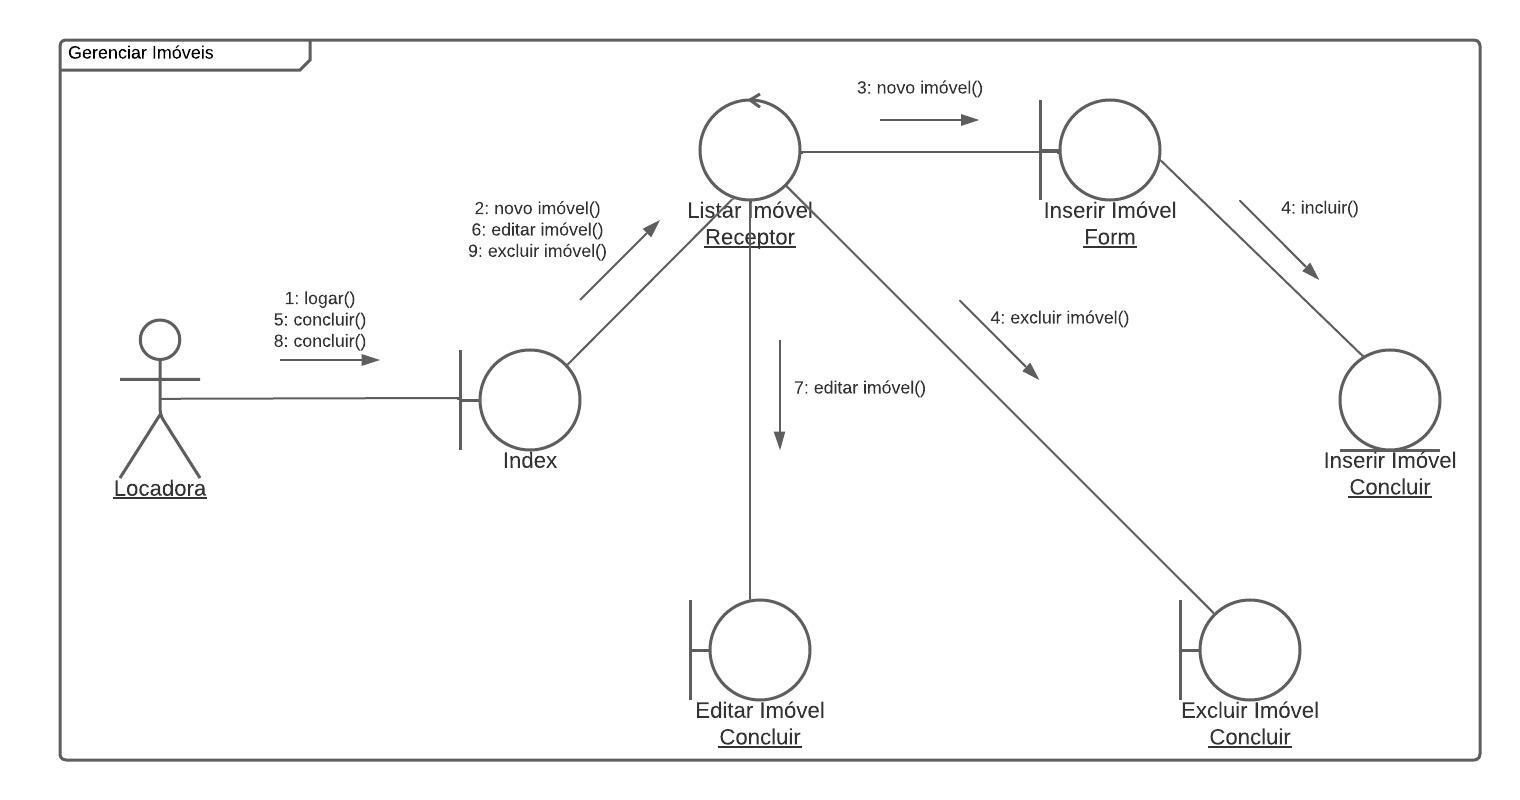 Gerenciar Imóveis
3: novo imóvel()
2: novo imóvel()
6: editar imóvel()
9: excluir imóvel()
Listar Imóvel
Receptor
Inserir Imóvel
Form
4: incluir()
1: logar()
5: concluir()
8: concluir()
4: excluir imóvel()
7: editar imóvel()
Locadora
Index
Inserir Imóvel
Concluir
Editar Imóvel
Concluir
Excluir Imóvel
Concluir